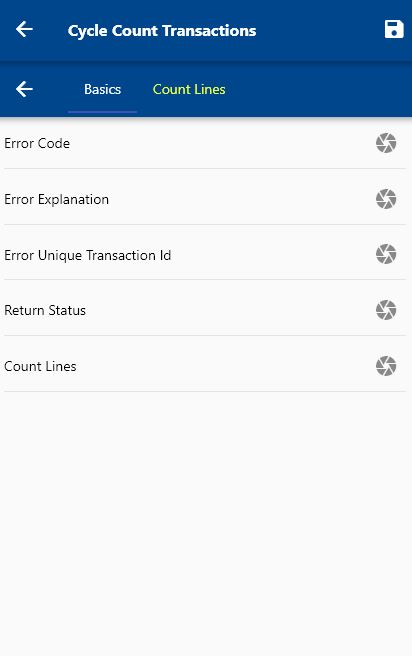 Cycle Count Transactions
Basics Count Lines
Error Code
Error Explanation
Error Unique Transaction Id
Return Status
Count Lines